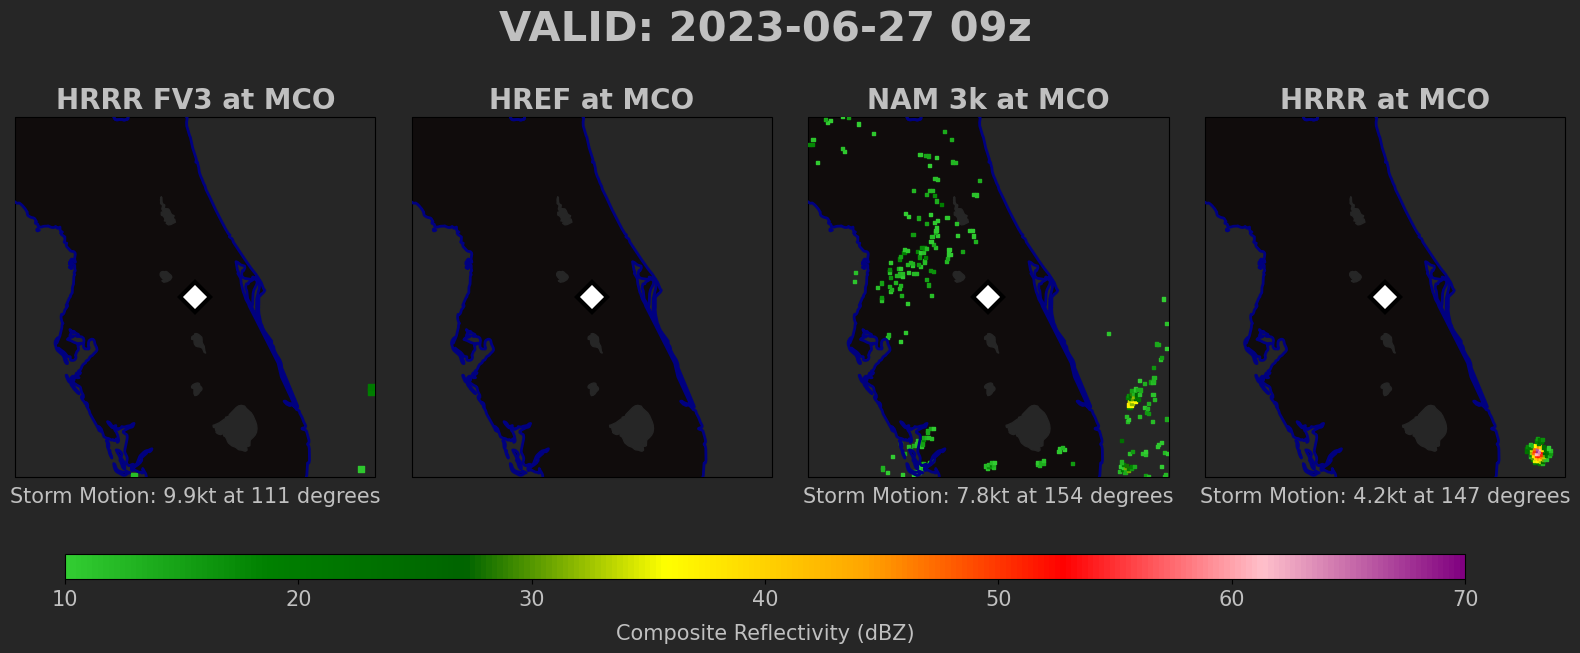 VALID: 2023-06-27 09z
HRRR FV3 at MCO
HREF at MCO
NAM 3k at MCO
HRRR at MCO
Storm Motion: 9.9kt at 111 degrees
Storm Motion: 7.8kt at 154 degrees
Storm Motion: 4.2kt at 147 degrees
10 20 30 40 50 60 70
Composite Reflectivity (dBZ)